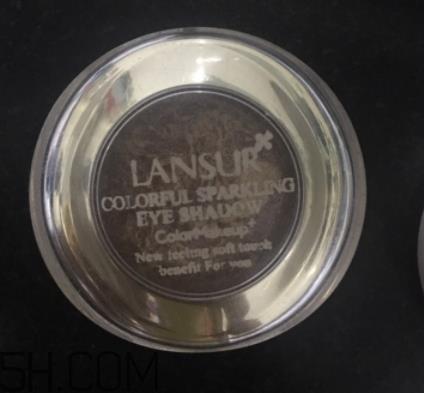 LANSUR
COLORFUL SPARKLING
EYE SHADOW
ColorMakeup+
New feeling soft touch
benefit For you
5H.COM